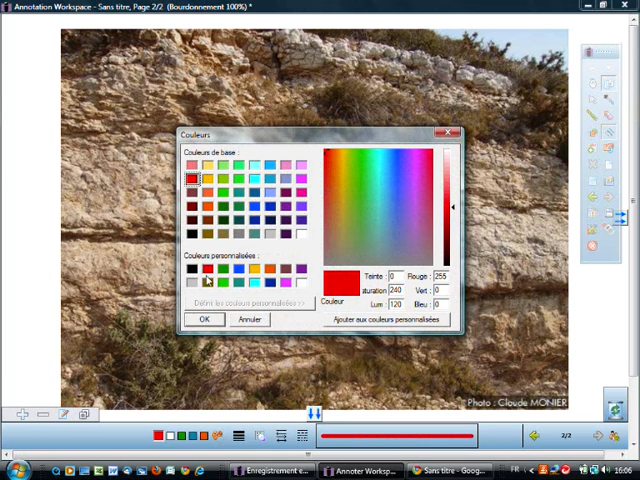 Annotation Workspace - Sans titre, Page 2/2 (Bourdonnement 100%) *
Couleurs
Couleurs de base :
Couleurs personnalisées :
Définir les couleurs personnalisées >>
OK
Annuler
Couleur
Teinte : 0
Rouge : 255
aturation 240
Vert : 0
Lum : 120
Bleu : 0
Ajouter aux couleurs personnalisées
Photo : Claude MONIER
2/2
Enregistrement e...
Annoter Worksp...
Sans titre - Goog...
FR
16:06